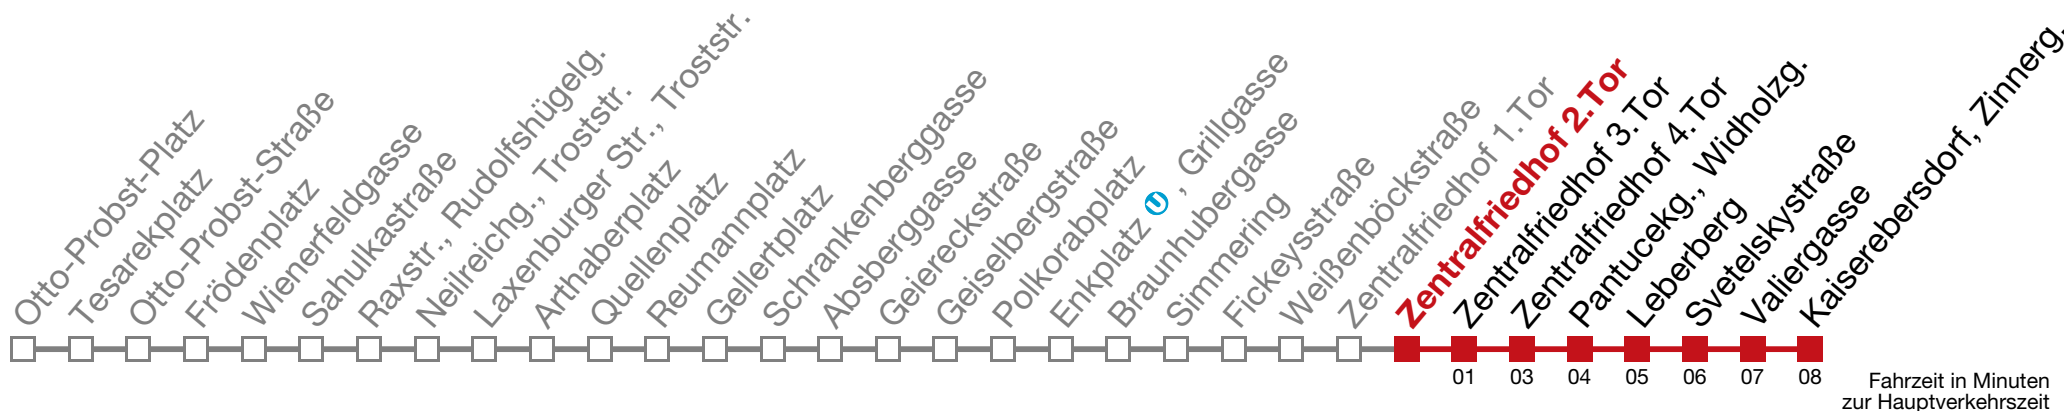 Otto-Probst-Platz
Tesarekplatz
Otto-Probst-Straße
Frödenplatz
Wienerfeldgasse
Sahulkastraße
Raxstr., Rudolfshügelg.
Neilreichg., Troststr.
Laxenburger Str., Troststr.
Arthaberplatz
Quellenplatz
Reumannplatz
Gellertplatz
Schrankenberggasse
Absberggasse
Geiereckstraße
Geiselbergstraße
Polkorabplatz
Enkplatz U, Grillgasse
Braunhubergasse
Simmering
Fickeysstraße
Weißenböckstraße
Zentralfriedhof 1.Tor
Zentralfriedhof 2.Tor
Zentralfriedhof 3.Tor
Zentralfriedhof 4.Tor
Pantucekg., Widholzg.
Leberberg
Svetelskystraße
Valiergasse
Kaiserebersdorf, Zinnerg.
01 03 04 05 06 07 08
Fahrzeit in Minuten
zur Hauptverkehrszeit